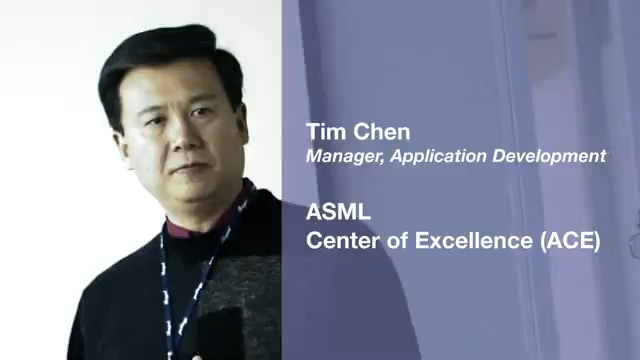 Tim Chen
Manager, Application Development
ASML
Center of Excellence (ACE)